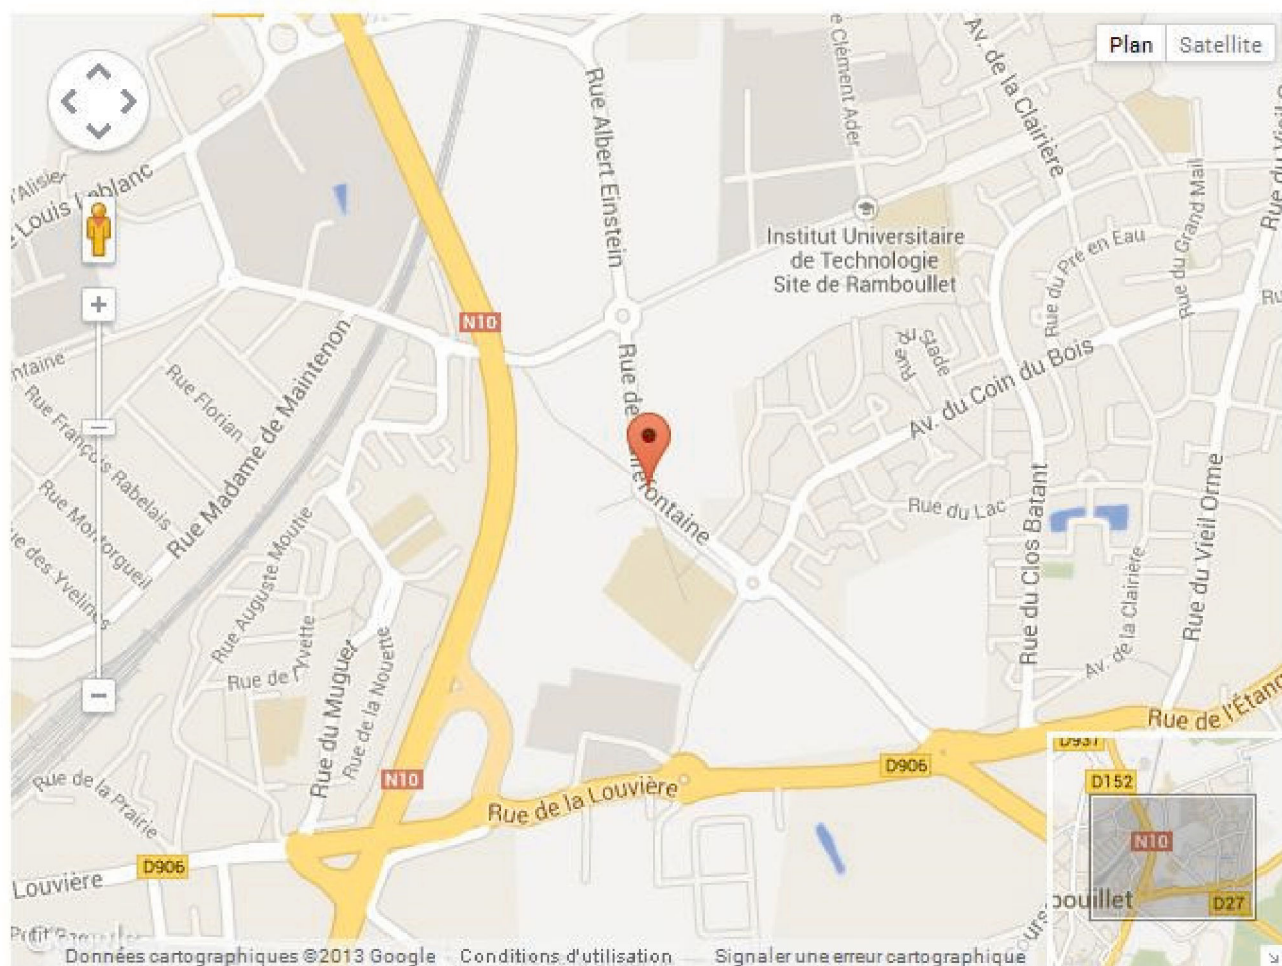 Plan
Satellite
Av. de la Clairière
e Clément Ader
Rue Albert Einstein
Louis Leblanc
Institut Universitaire
de Technologie
Site de Ramboullet
Rue du Grand Mail
Rue du Pré en Eau
N10
ntaine
Rue Florian
Rue François Rabelais
Rue Madame de Maintenon
Rue du Stade
Av. du Coin du Bois
Rue Montorgueil
Rue des Yvelines
Rue Auguste Moutie
Rue du Lac
Rue du Clos Batant
Rue du Vieil Orme
Av. de la Clairière
Rue de l'Yvette
Rue du Muguet
Rue de la Nouette
Rue de l'Étang
Rue de la Prairie
N10
Rue de la Louvière
D906
D906
Louvière
D937
D152
N10
D27
bouillet
Google
Données cartographiques ©2013 Google
Conditions d'utilisation
Signaler une erreur cartographique